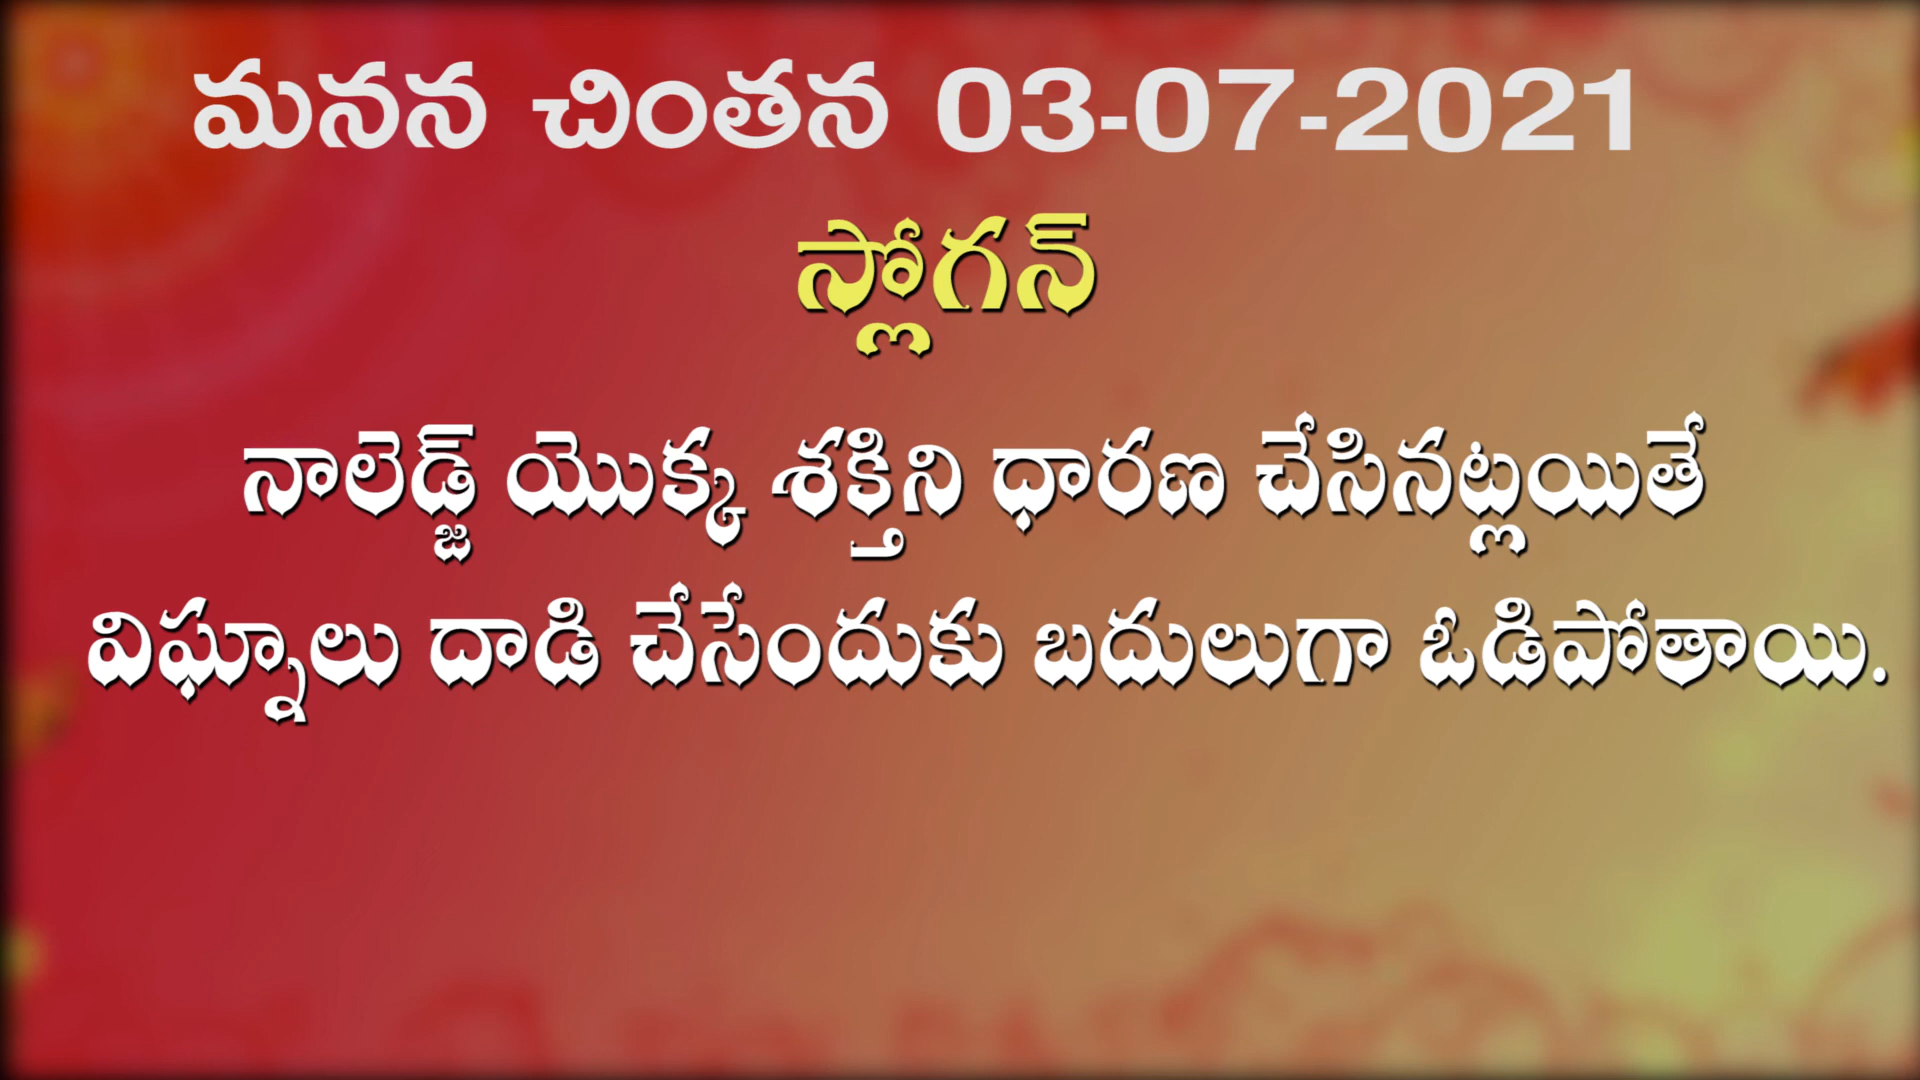 మనన చింతన 03-07-2021
స్లోగన్
నాలెడ్జ్ యొక్క శక్తిని ధారణ చేసినట్లయితే
విఘ్నాలు దాడి చేసేందుకు బదులుగా ఓడిపోతాయి.